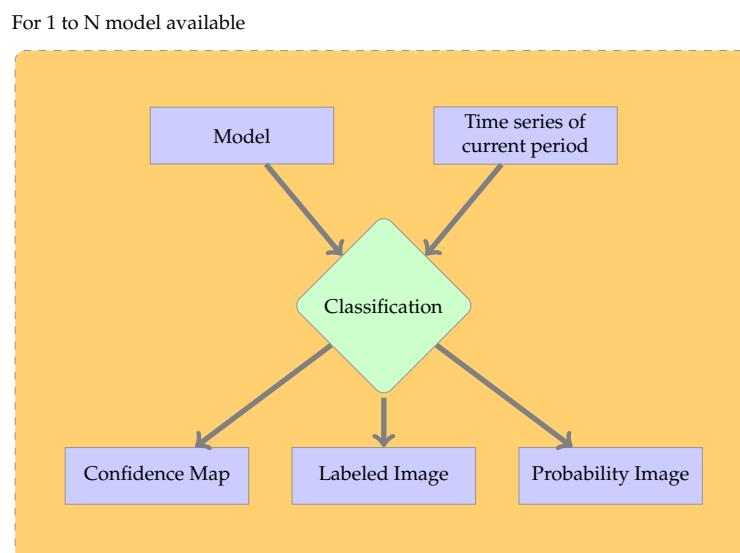 For 1 to N model available
Model
Time series of
current period
Classification
Confidence Map
Labeled Image
Probability Image